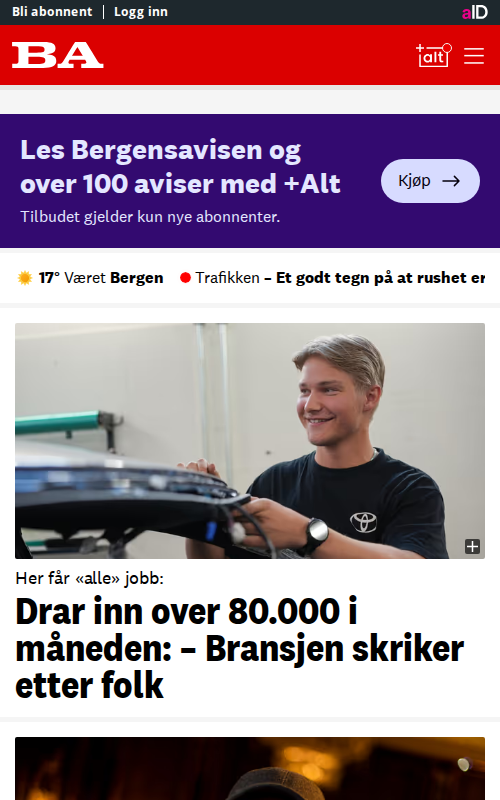 Bli abonnent | Logg inn
aID
BA
+alt
Les Bergensavisen og
over 100 aviser med +Alt
Tilbudet gjelder kun nye abonnenter.
Kjøp
17° Været Bergen
Trafikken – Et godt tegn på at rushet er
Her får «alle» jobb:
Drar inn over 80.000 i
måneden: – Bransjen skriker
etter folk